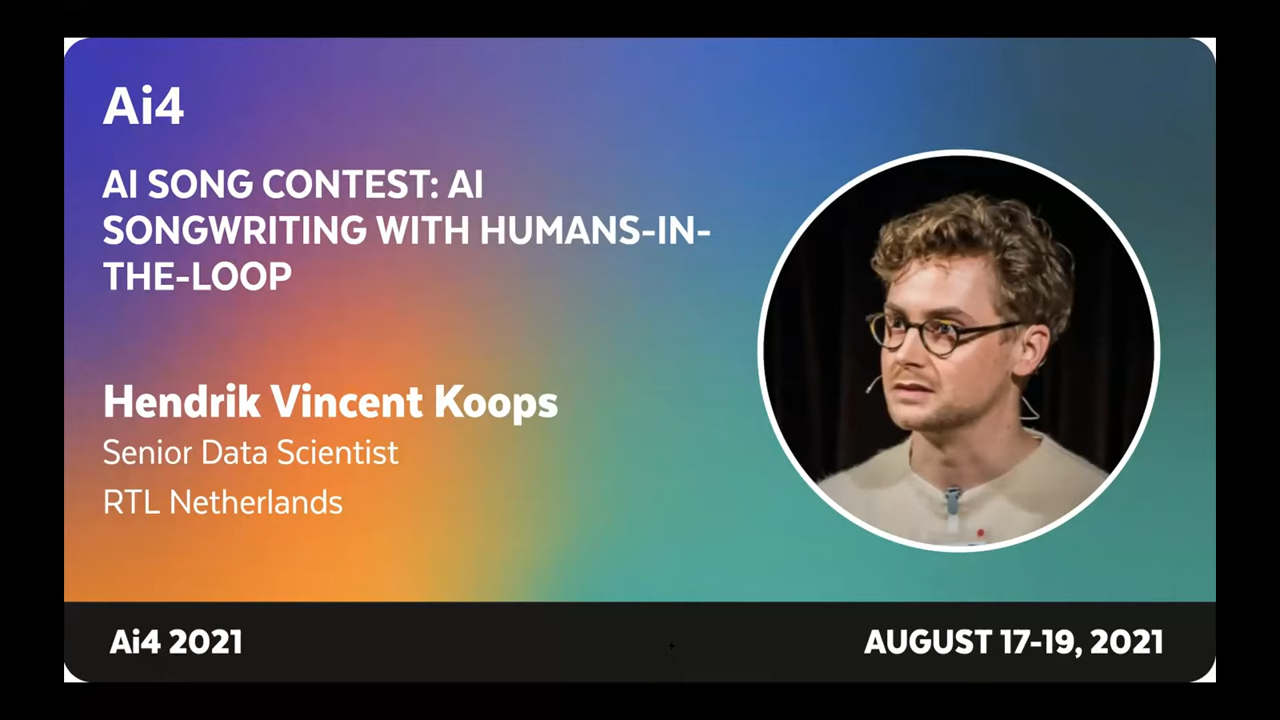 Ai4
AI SONG CONTEST: AI
SONGWRITING WITH HUMANS-IN-
THE-LOOP
Hendrik Vincent Koops
Senior Data Scientist
RTL Netherlands
Ai4 2021
AUGUST 17-19, 2021